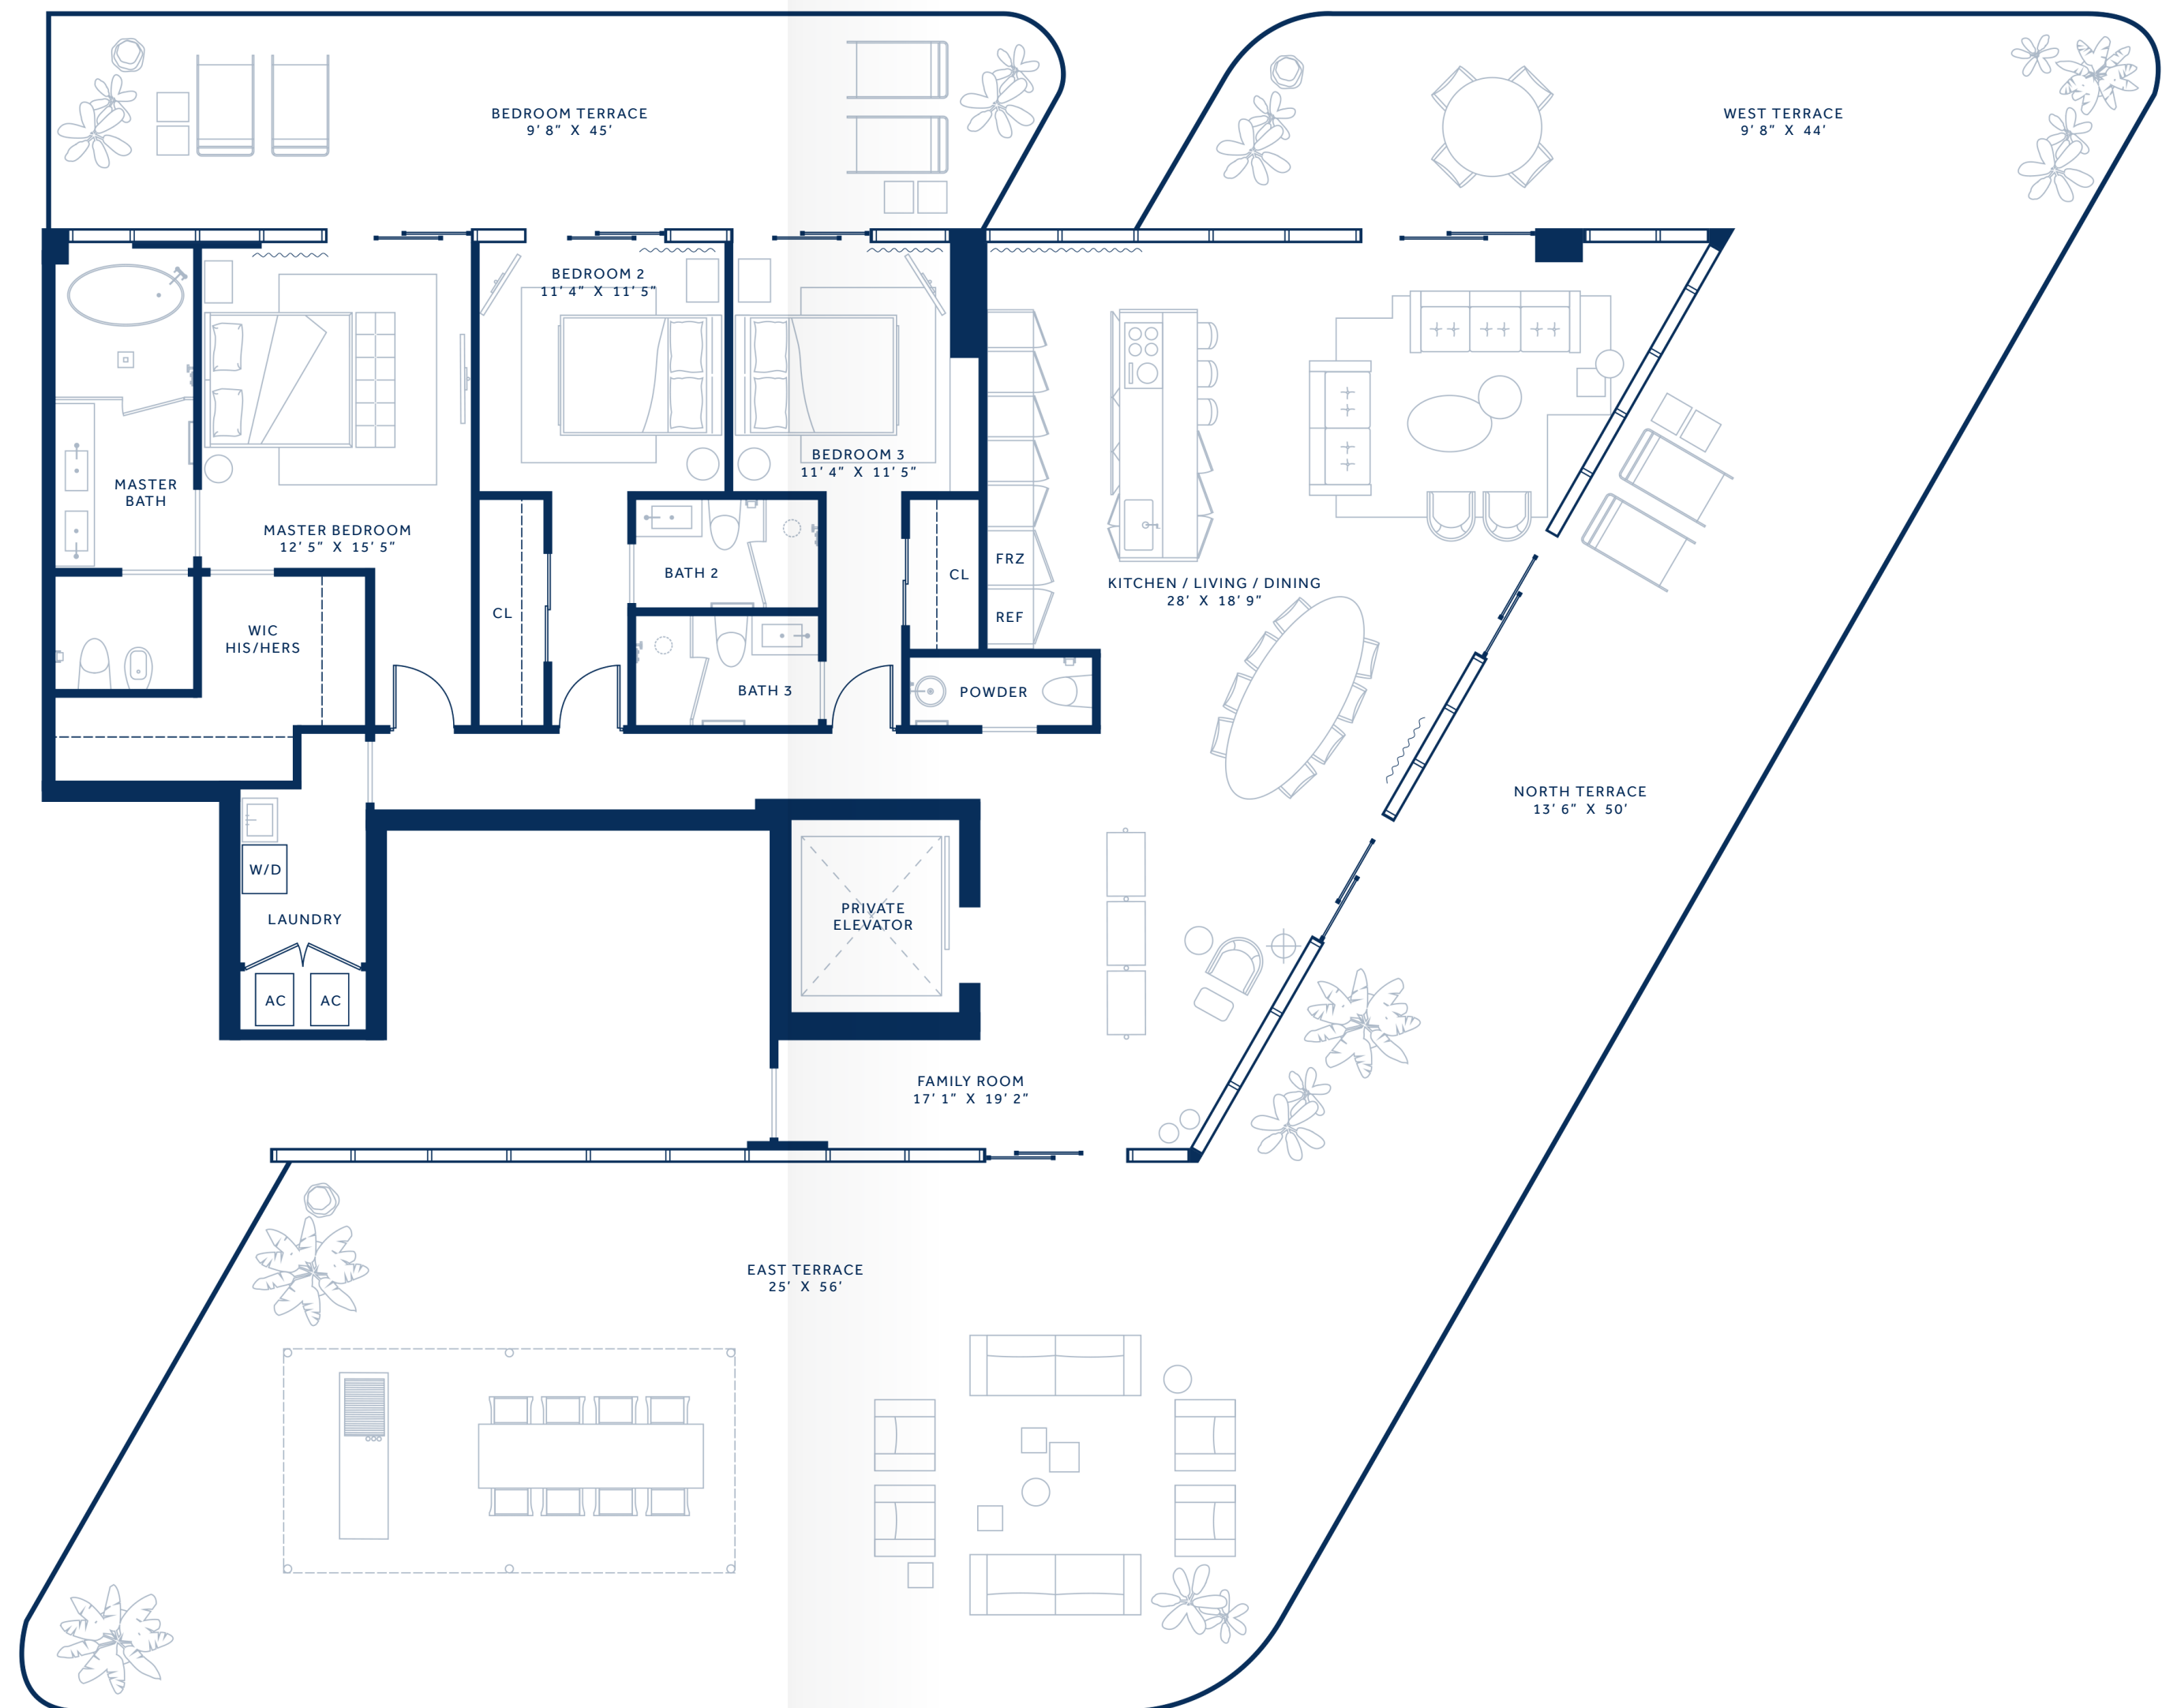 BEDROOM TERRACE
9’ 8” X 45’
WEST TERRACE
9’ 8” X 44’
BEDROOM 2
11’ 4” X 11’ 5”
BEDROOM 3
11’ 4” X 11’ 5”
MASTER
BATH
MASTER BEDROOM
12’ 5” X 15’ 5”
FRZ
BATH 2
CL
KITCHEN / LIVING / DINING
28’ X 18’ 9”
CL
REF
WIC
HIS/HERS
BATH 3
POWDER
NORTH TERRACE
13’ 6” X 50’
W/D
LAUNDRY
PRIVATE
ELEVATOR
AC
AC
FAMILY ROOM
17’ 1” X 19’ 2”
EAST TERRACE
25’ X 56’